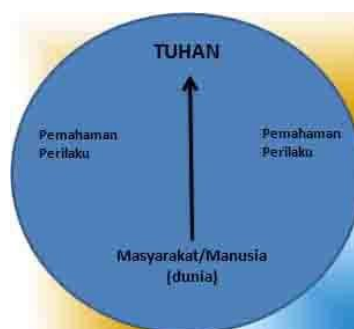 TUHAN
Pemahaman
Perilaku
Pemahaman
Perilaku
Masyarakat/Manusia
(dunia)